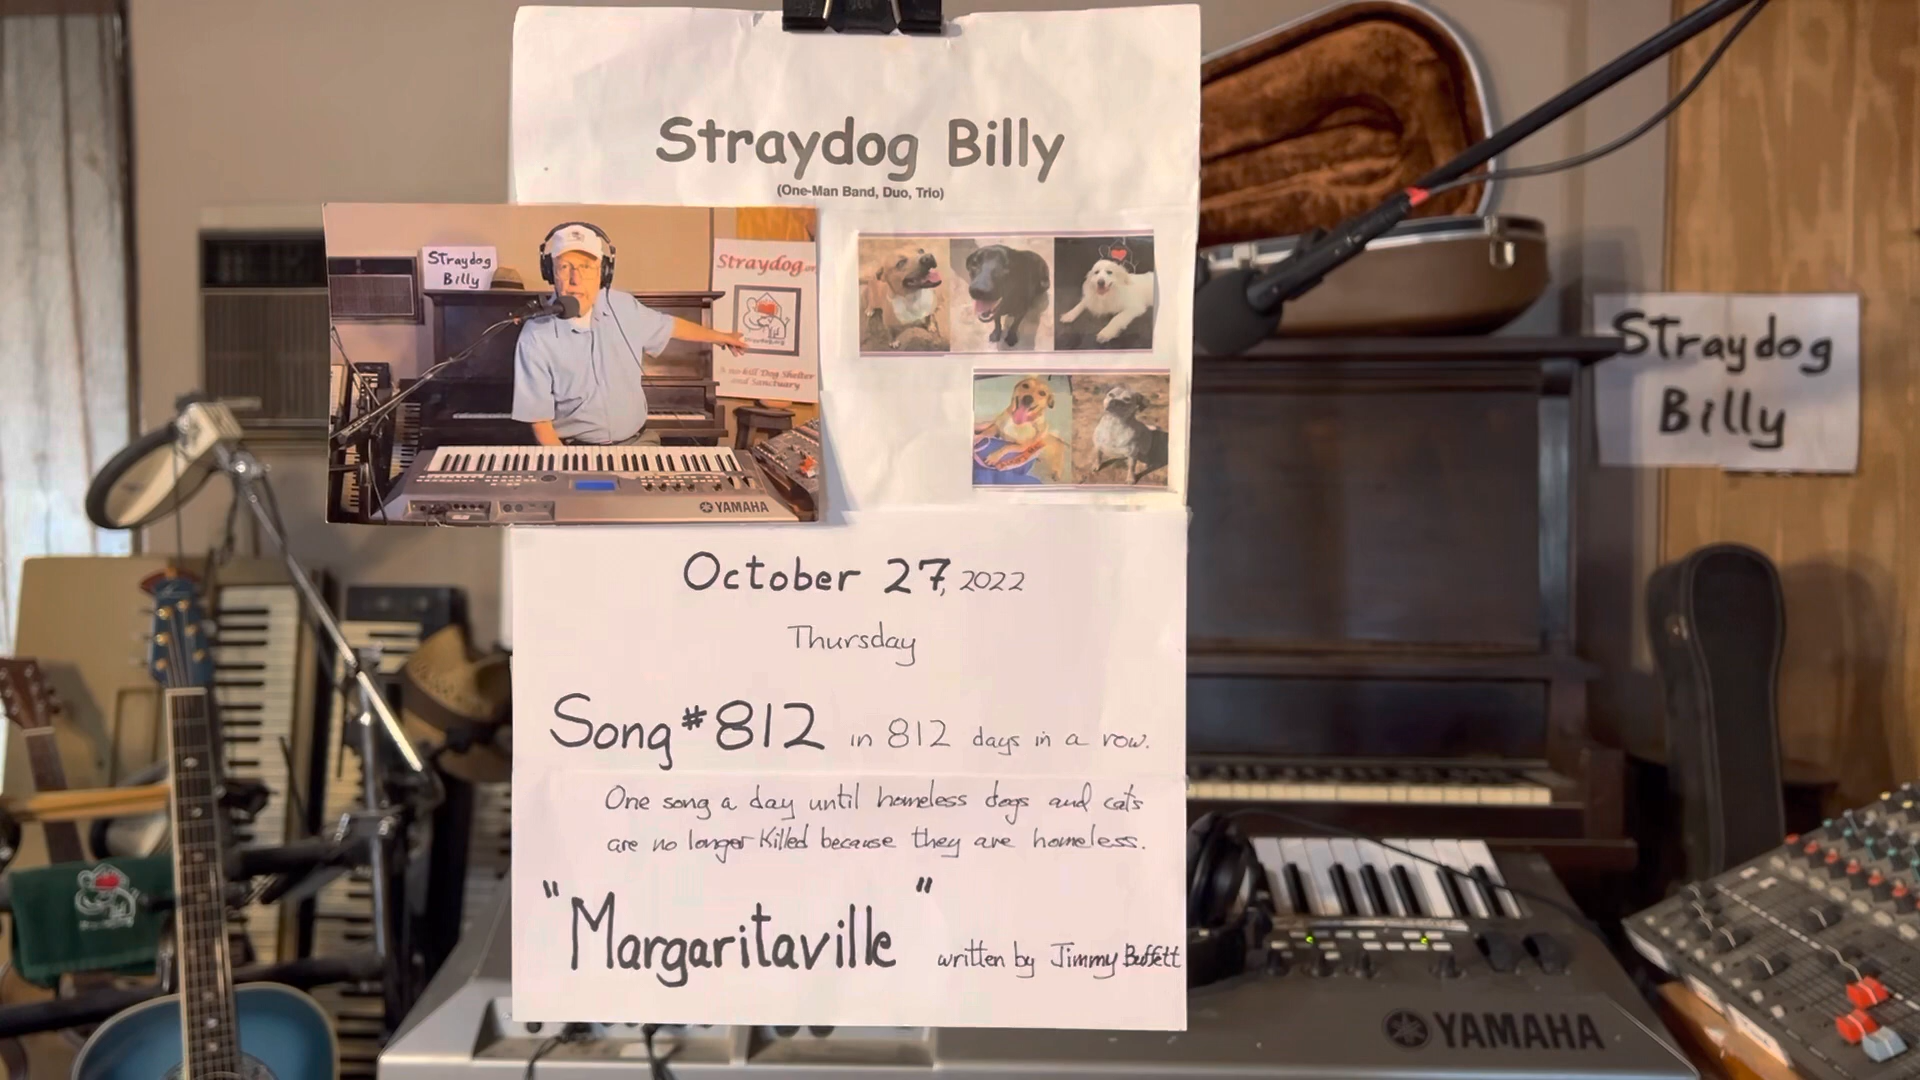 Straydog Billy
(One-Man Band, Duo, Trio)
Straydog
Billy
Straydog.org
A no-kill Dog Shelter
and Sanctuary
YAMAHA
October 27, 2022
Thursday
Song #812 in 812 days in a row.
One song a day until homeless dogs and cats
are no longer killed because they are homeless.
"Margaritaville" written by Jimmy Buffett
Straydog
Billy
YAMAHA